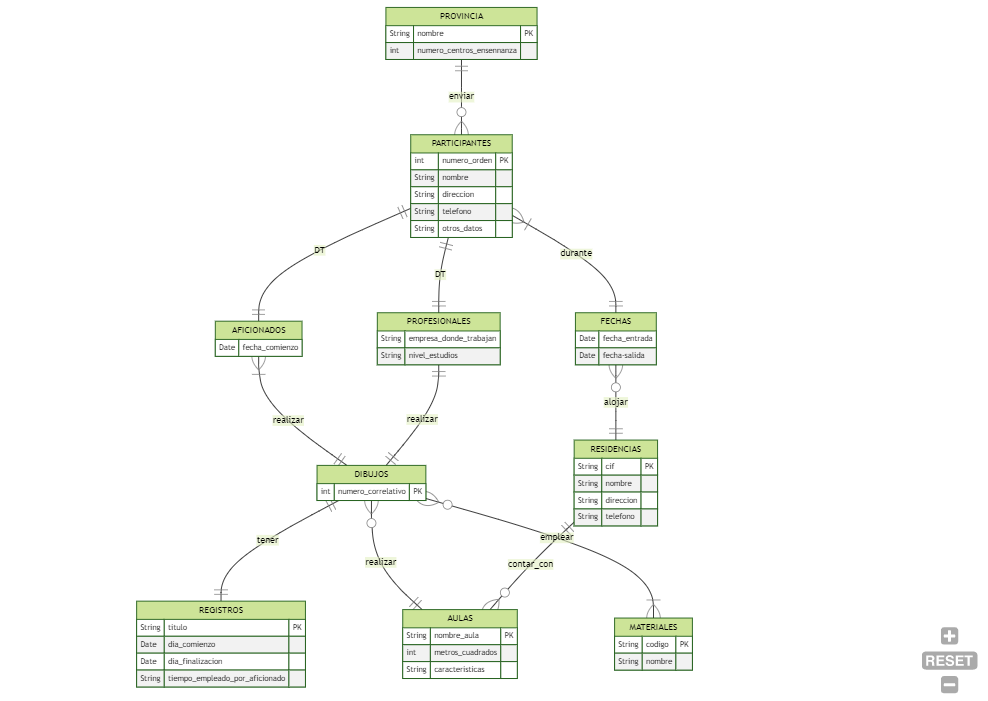 PROVINCIA
String nombre PK
int numero_centros_ensennanza
enviar
PARTICIPANTES
int numero_orden PK
String nombre
String direccion
String telefono
String otros_datos
DT
DT
durante
AFICIONADOS
Date fecha_comienzo
PROFESIONALES
String empresa_donde_trabajan
String nivel_estudios
FECHAS
Date fecha_entrada
Date fecha-salida
alojar
realizar
realizar
RESIDENCIAS
String cif PK
String nombre
String direccion
String telefono
DIBUJOS
int numero_correlativo PK
tener
realizar
emplear
contar_con
REGISTROS
String titulo PK
Date dia_comienzo
Date dia_finalizacion
String tiempo_empleado_por_aficionado
AULAS
String nombre_aula PK
int metros_cuadrados
String caracteristicas
MATERIALES
String codigo PK
String nombre
RESET